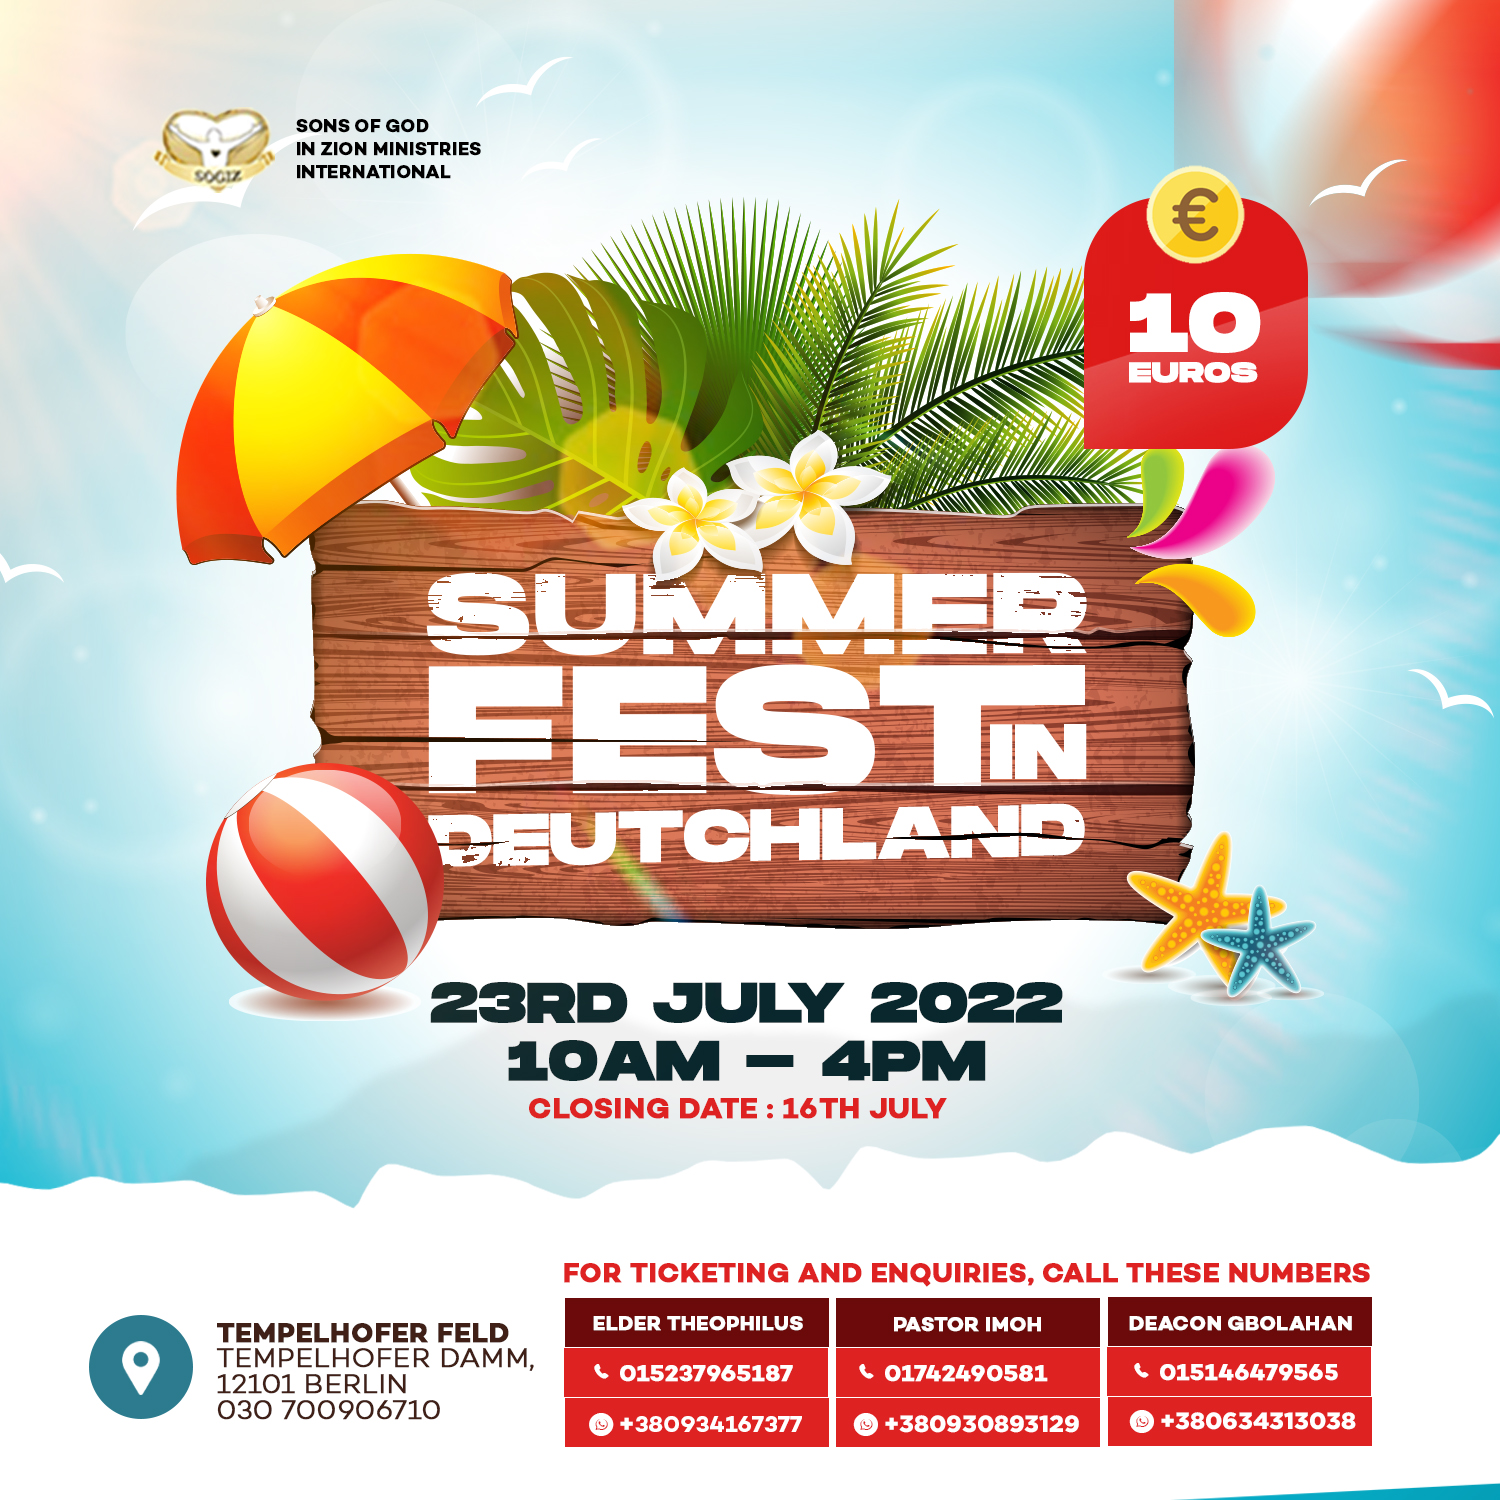 SOGIZ
SONS OF GOD
IN ZION MINISTRIES
INTERNATIONAL
€
10
EUROS
SUMMER
FEST
IN
DEUTCHLAND
23RD JULY 2022
10AM – 4PM
CLOSING DATE : 16TH JULY
FOR TICKETING AND ENQUIRIES, CALL THESE NUMBERS
TEMPELHOFER FELD
TEMPELHOFER DAMM,
12101 BERLIN
030 700906710
ELDER THEOPHILUS
015237965187
+380934167377
PASTOR IMOH
01742490581
+380930893129
DEACON GBOLAHAN
015146479565
+380634313038